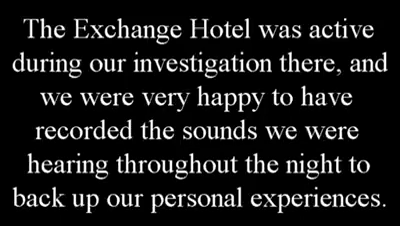 The Exchange Hotel was active
during our investigation there, and
we were very happy to have
recorded the sounds we were
hearing throughout the night to
back up our personal experiences.